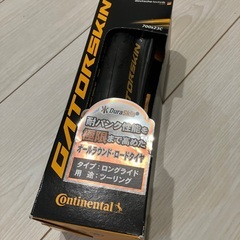 700x23C
GATORSKIN
DuraSkin
耐パンク性能を
極限まで高めた
オールラウンド・ロードタイヤ
タイプ：ロングライド
用途：ツーリング
Continental